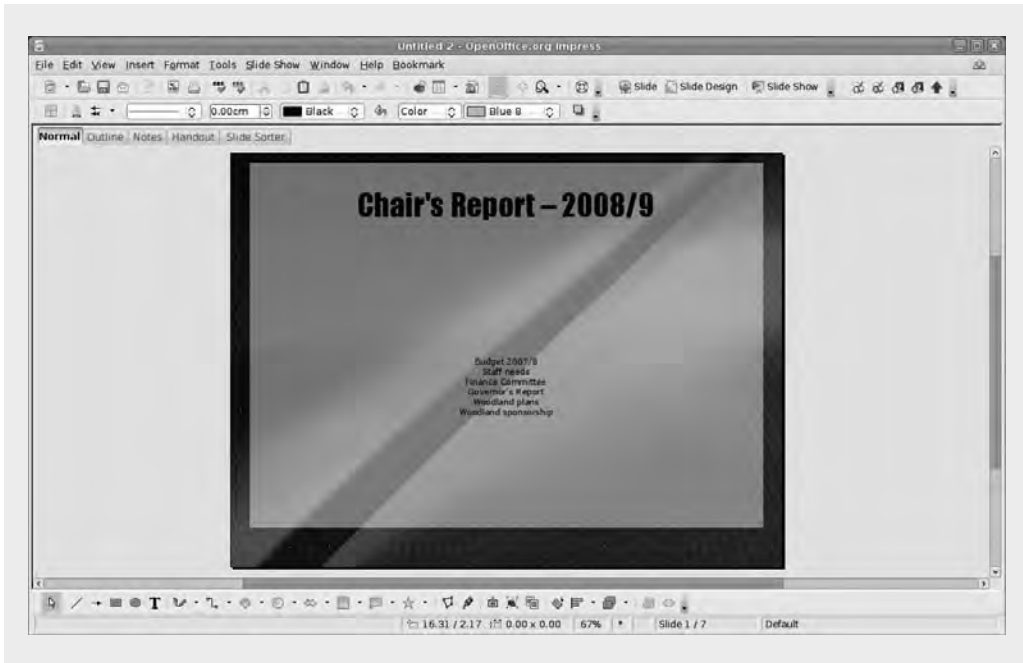 Untitled 2 - OpenOffice.org Impress
File Edit View Insert Format Tools Slide Show Window Help Bookmark
Slide Slide Design Slide Show
0.00cm Black Color Blue 8
Normal Outline Notes Handout Slide Sorter
Chair's Report – 2008/9
Budget 2007/8
Staff needs
Finance Committee
Governor's Report
Woodland plans
Woodland sponsorship
T
16.31 / 2.17 0.00 x 0.00 67% * Slide 1 / 7 Default